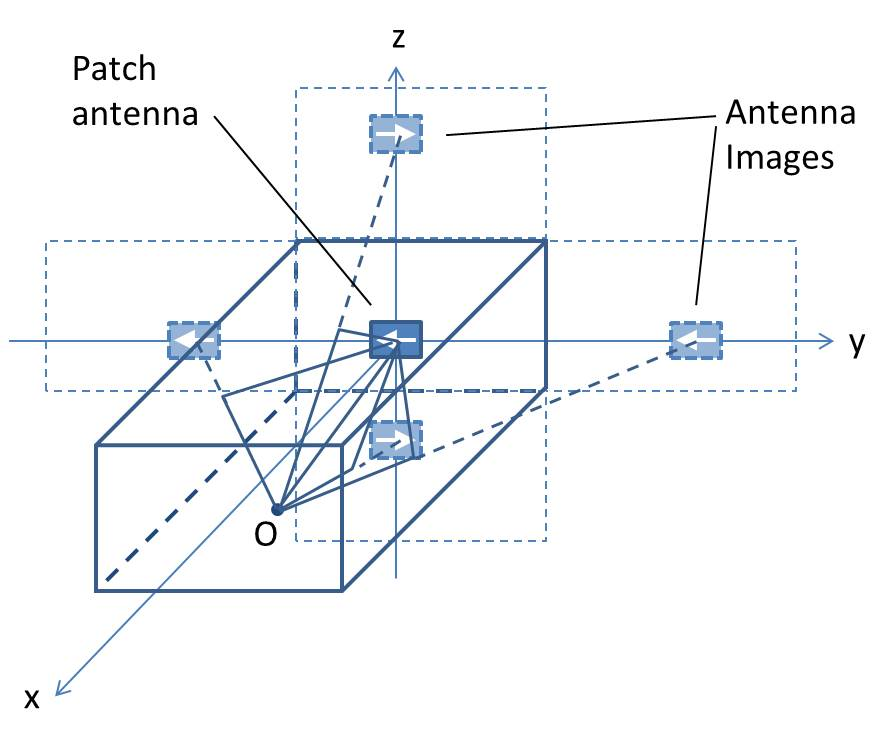 z
Patch
antenna
Antenna
Images
y
O
x